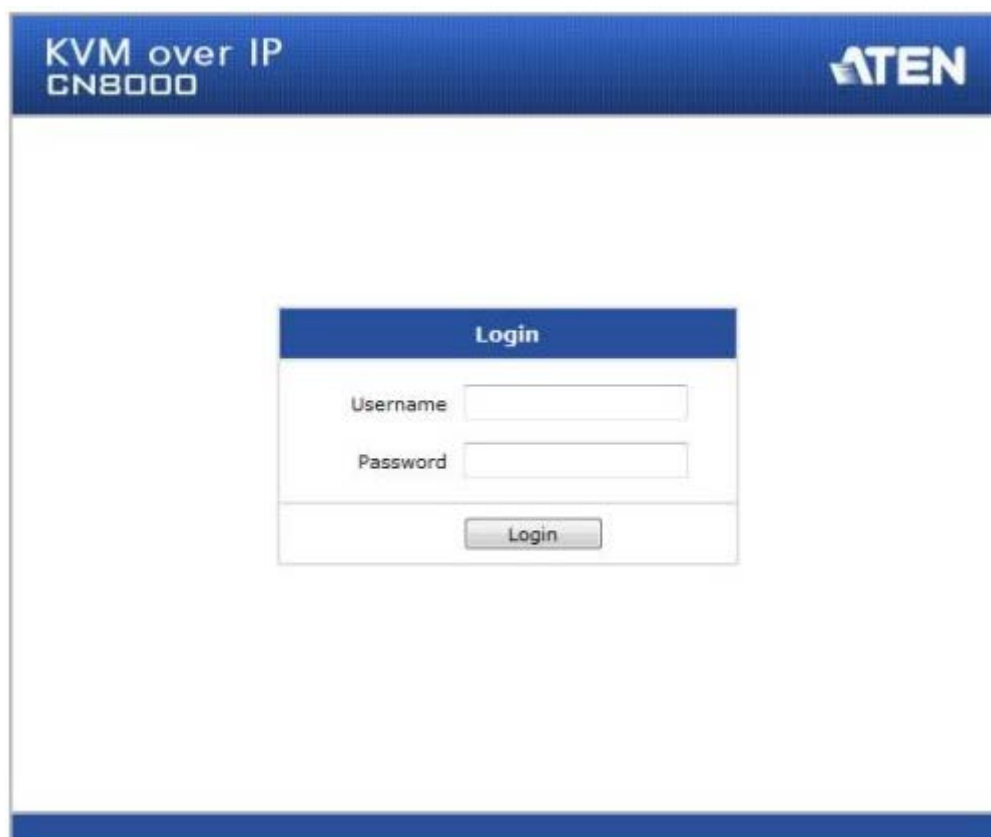 KVM over IP
CN8000
ATEN
Login
Username
Password
Login